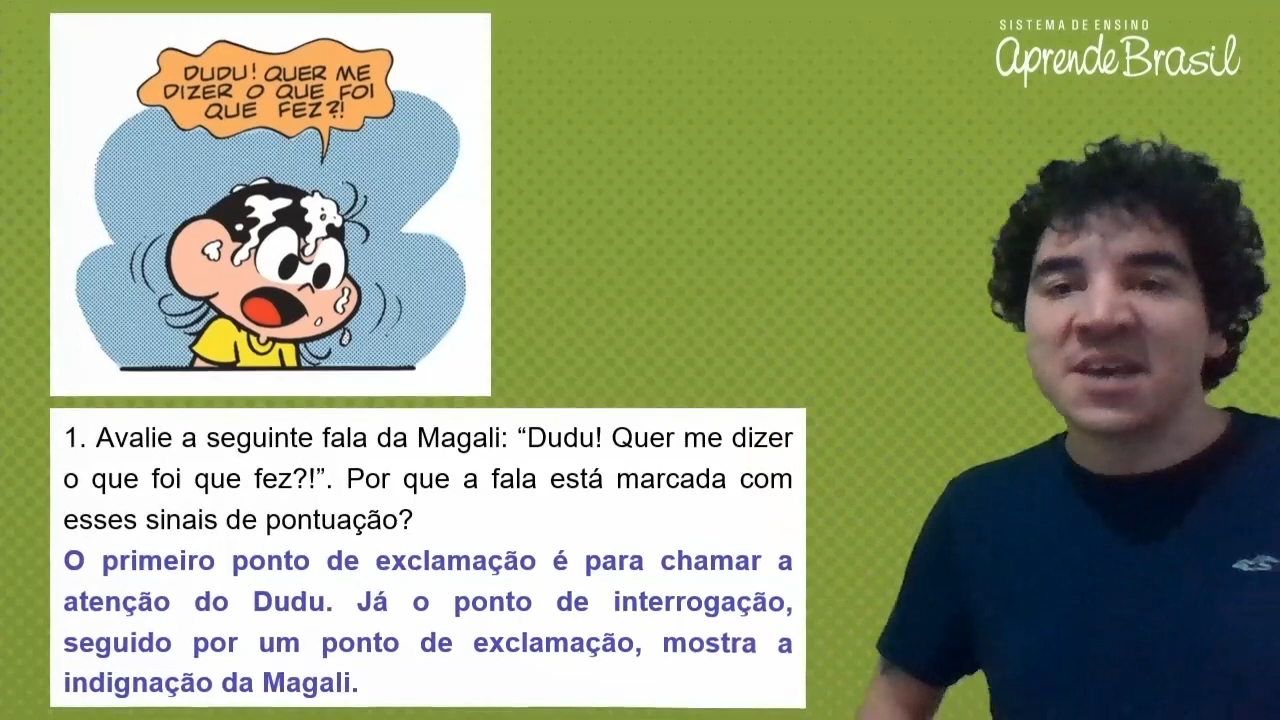 SISTEMA DE ENSINO
Aprende Brasil
DUDU! QUER ME
DIZER O QUE FOI
QUE FEZ?!
1. Avalie a seguinte fala da Magali: “Dudu! Quer me dizer
o que foi que fez?!”. Por que a fala está marcada com
esses sinais de pontuação?
O primeiro ponto de exclamação é para chamar a
atenção do Dudu. Já o ponto de interrogação,
seguido por um ponto de exclamação, mostra a
indignação da Magali.